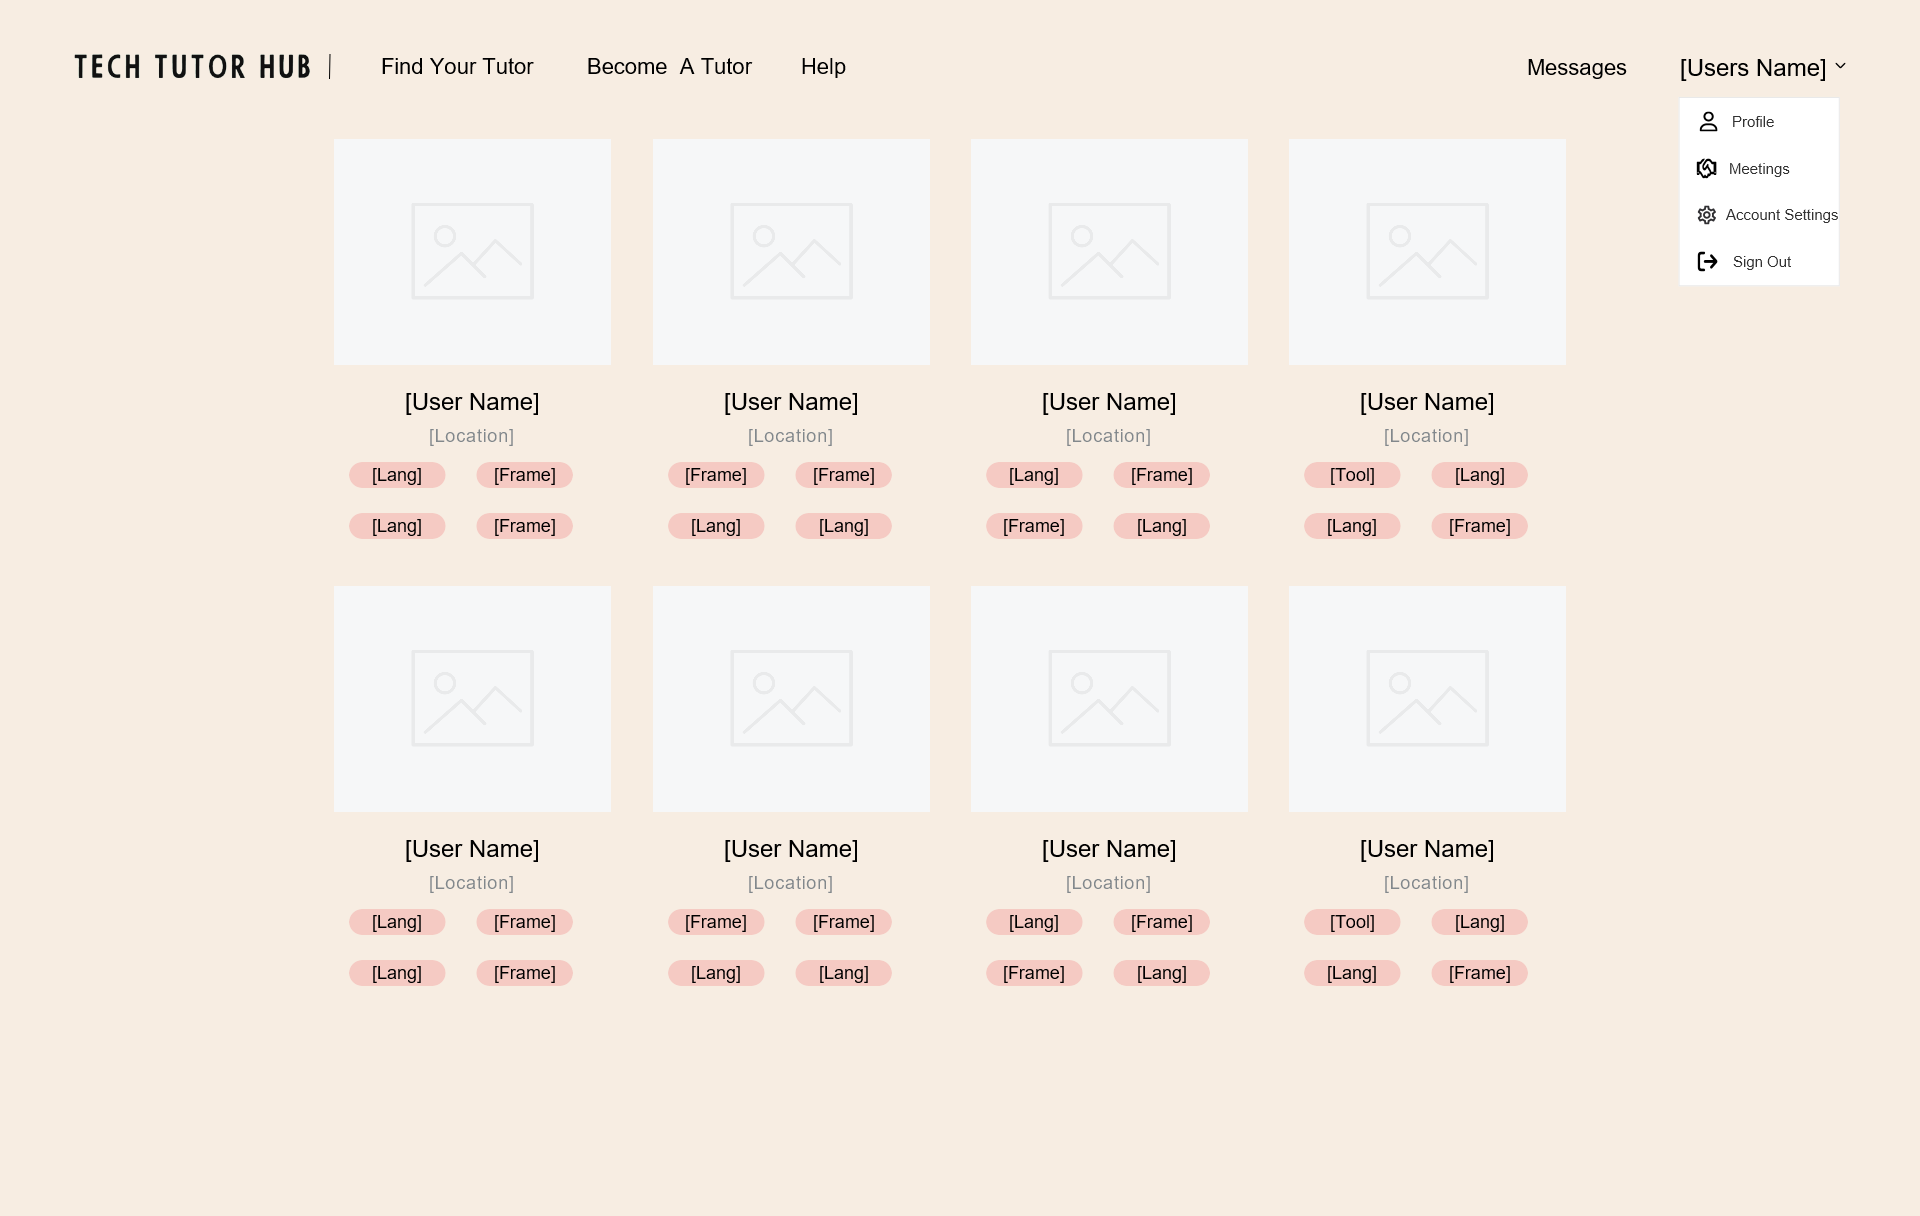 TECH TUTOR HUB | Find Your Tutor Become A Tutor Help Messages [Users Name]
Profile
Meetings
Account Settings
Sign Out
[User Name] [User Name] [User Name] [User Name]
[Location] [Location] [Location] [Location]
[Lang] [Frame] [Frame] [Frame] [Lang] [Frame] [Tool] [Lang]
[Lang] [Frame] [Lang] [Lang] [Frame] [Lang] [Lang] [Frame]
[User Name] [User Name] [User Name] [User Name]
[Location] [Location] [Location] [Location]
[Lang] [Frame] [Frame] [Frame] [Lang] [Frame] [Tool] [Lang]
[Lang] [Frame] [Lang] [Lang] [Frame] [Lang] [Lang] [Frame]